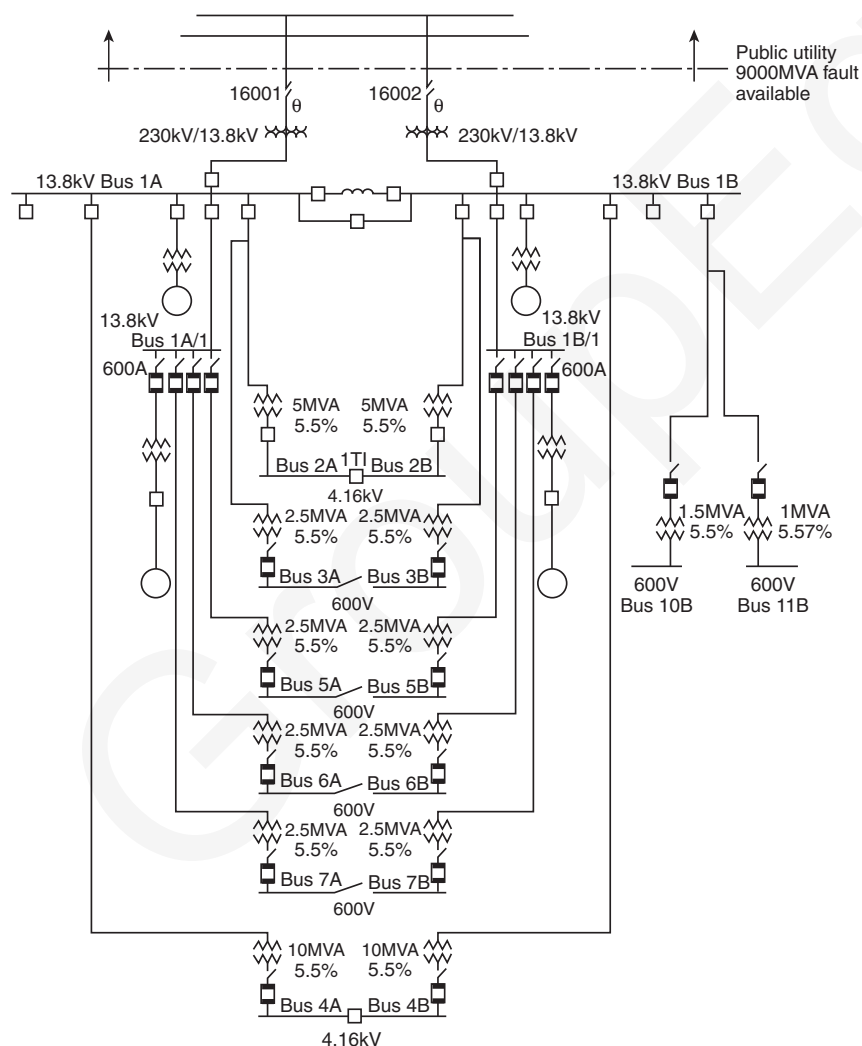 Public utility
9000MVA fault
available
16001
θ
16002
θ
230kV/13.8kV
230kV/13.8kV
13.8kV Bus 1A
13.8kV Bus 1B
13.8kV
Bus 1A/1
600A
13.8kV
Bus 1B/1
600A
5MVA
5.5%
5MVA
5.5%
Bus 2A
1TI
Bus 2B
4.16kV
2.5MVA
5.5%
2.5MVA
5.5%
Bus 3A
Bus 3B
600V
1.5MVA
5.5%
1MVA
5.57%
600V
Bus 10B
600V
Bus 11B
2.5MVA
5.5%
2.5MVA
5.5%
Bus 5A
Bus 5B
600V
2.5MVA
5.5%
2.5MVA
5.5%
Bus 6A
Bus 6B
600V
2.5MVA
5.5%
2.5MVA
5.5%
Bus 7A
Bus 7B
600V
10MVA
5.5%
10MVA
5.5%
Bus 4A
Bus 4B
4.16kV